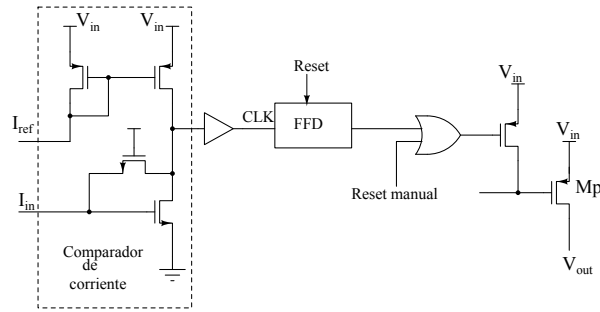 V_in
V_in
I_ref
I_in
Comparador
de
corriente
CLK
Reset
FFD
Reset manual
V_in
V_in
Mp
V_out